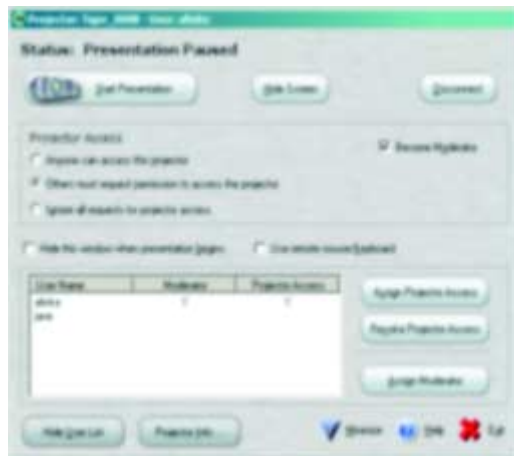 Status: Presentation Paused
Start Presentation
Hide Screen
Disconnect
Projector Access
Become Moderator
Anyone can access this projector
Others must request permission to access the projector
Ignore all requests for projector access
Hide this window when presentation begins
Use remote mouse/keyboard
User Name Moderator Projector Access
Y Y
Assign Projector Access
Revoke Projector Access
Assign Moderator
Hide User List
Projector Info
Minimize Help Exit